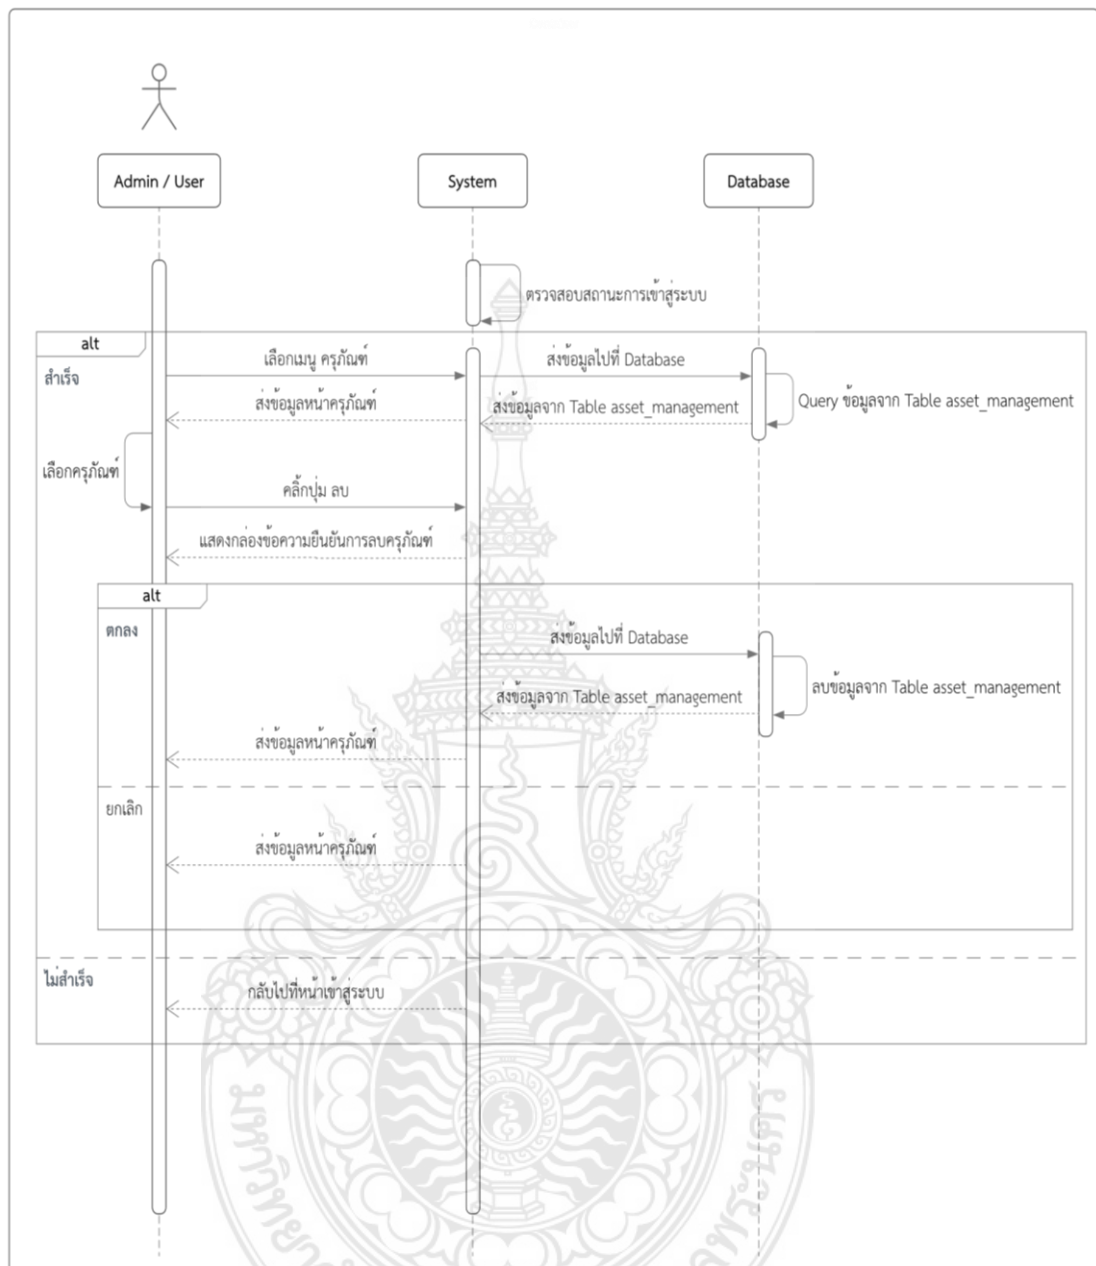 Admin / User
System
Database
ตรวจสอบสถานะการเข้าสู่ระบบ
alt
สำเร็จ
เลือกเมนู ครุภัณฑ์
ส่งข้อมูลไปที่ Database
Query ข้อมูลจาก Table asset_management
ส่งข้อมูลจาก Table asset_management
ส่งข้อมูลหน้าครุภัณฑ์
เลือกครุภัณฑ์
คลิ้กปุ่ม ลบ
แสดงกล่องข้อความยืนยันการลบครุภัณฑ์
alt
ตกลง
ส่งข้อมูลไปที่ Database
ลบข้อมูลจาก Table asset_management
ส่งข้อมูลจาก Table asset_management
ส่งข้อมูลหน้าครุภัณฑ์
ยกเลิก
ส่งข้อมูลหน้าครุภัณฑ์
ไม่สำเร็จ
กลับไปที่หน้าเข้าสู่ระบบ